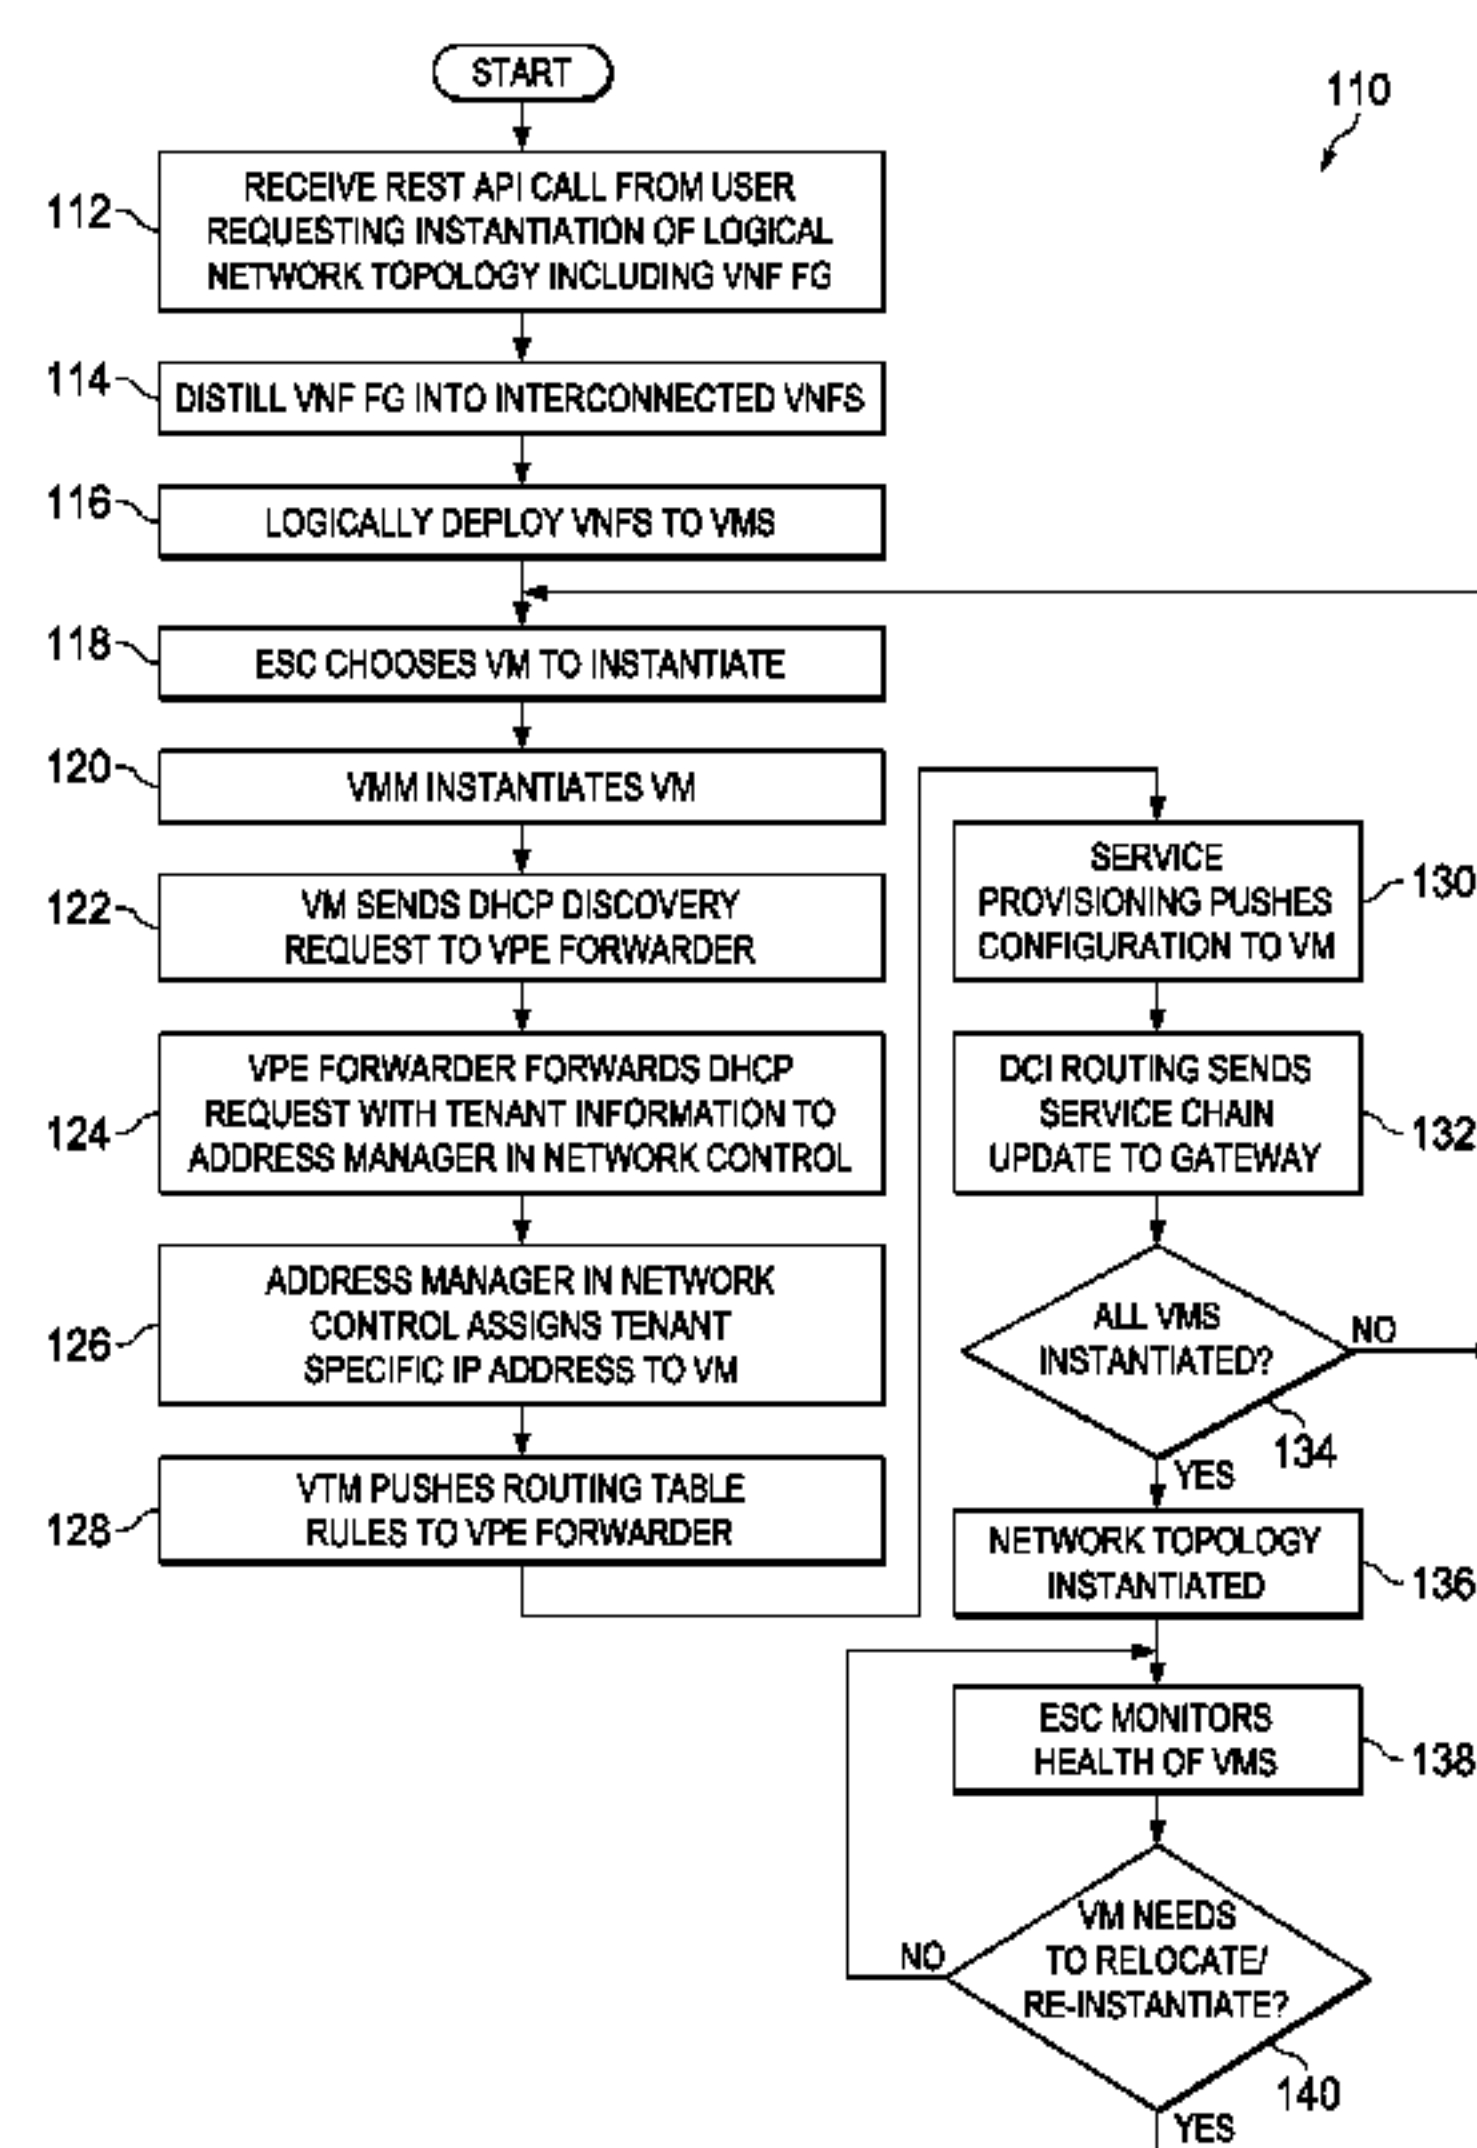 START
110
112
RECEIVE REST API CALL FROM USER
REQUESTING INSTANTIATION OF LOGICAL
NETWORK TOPOLOGY INCLUDING VNF FG
114
DISTILL VNF FG INTO INTERCONNECTED VNFS
116
LOGICALLY DEPLOY VNFS TO VMS
118
ESC CHOOSES VM TO INSTANTIATE
120
VMM INSTANTIATES VM
122
VM SENDS DHCP DISCOVERY
REQUEST TO VPE FORWARDER
124
VPE FORWARDER FORWARDS DHCP
REQUEST WITH TENANT INFORMATION TO
ADDRESS MANAGER IN NETWORK CONTROL
126
ADDRESS MANAGER IN NETWORK
CONTROL ASSIGNS TENANT
SPECIFIC IP ADDRESS TO VM
128
VTM PUSHES ROUTING TABLE
RULES TO VPE FORWARDER
SERVICE
PROVISIONING PUSHES
CONFIGURATION TO VM
130
DCI ROUTING SENDS
SERVICE CHAIN
UPDATE TO GATEWAY
132
ALL VMS
INSTANTIATED?
NO
134
YES
NETWORK TOPOLOGY
INSTANTIATED
136
ESC MONITORS
HEALTH OF VMS
138
VM NEEDS
TO RELOCATE/
RE-INSTANTIATE?
NO
140
YES